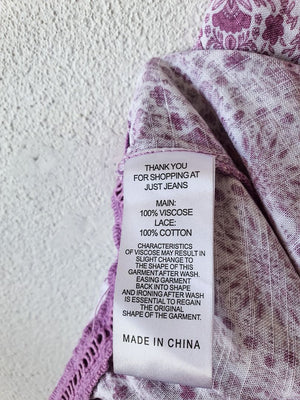 THANK YOU
FOR SHOPPING AT
JUST JEANS
MAIN:
100% VISCOSE
LACE:
100% COTTON
CHARACTERISTICS
OF VISCOSE MAY RESULT IN
SLIGHT CHANGE TO
THE SHAPE OF THIS
GARMENT AFTER WASH.
EASING GARMENT
BACK INTO SHAPE
AND IRONING AFTER WASH
IS ESSENTIAL TO REGAIN
THE ORIGINAL
SHAPE OF THE GARMENT.
MADE IN CHINA